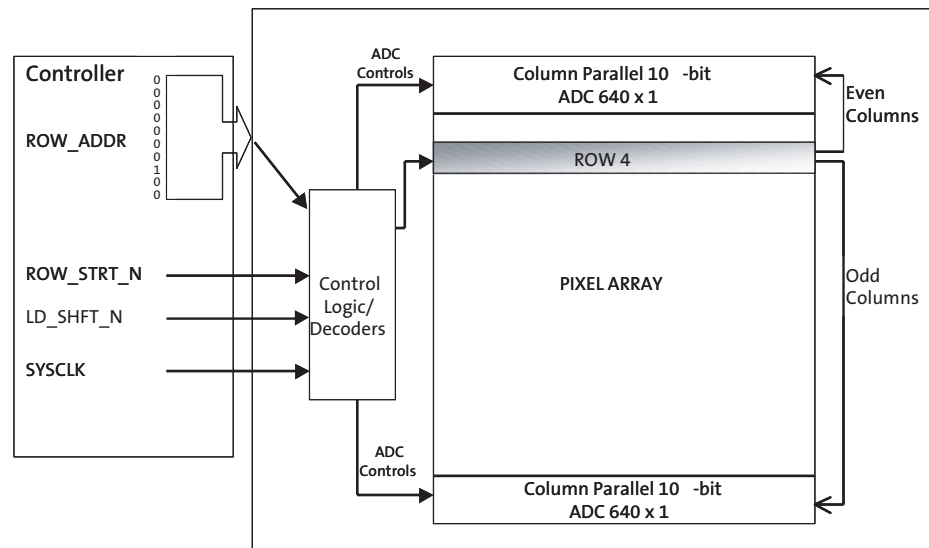 Controller
0
0
0
0
0
0
0
1
0
0
ROW_ADDR
ROW_STRT_N
LD_SHFT_N
SYSCLK
Control
Logic/
Decoders
ADC
Controls
ADC
Controls
Column Parallel 10 -bit
ADC 640 x 1
ROW 4
PIXEL ARRAY
Column Parallel 10 -bit
ADC 640 x 1
Even
Columns
Odd
Columns